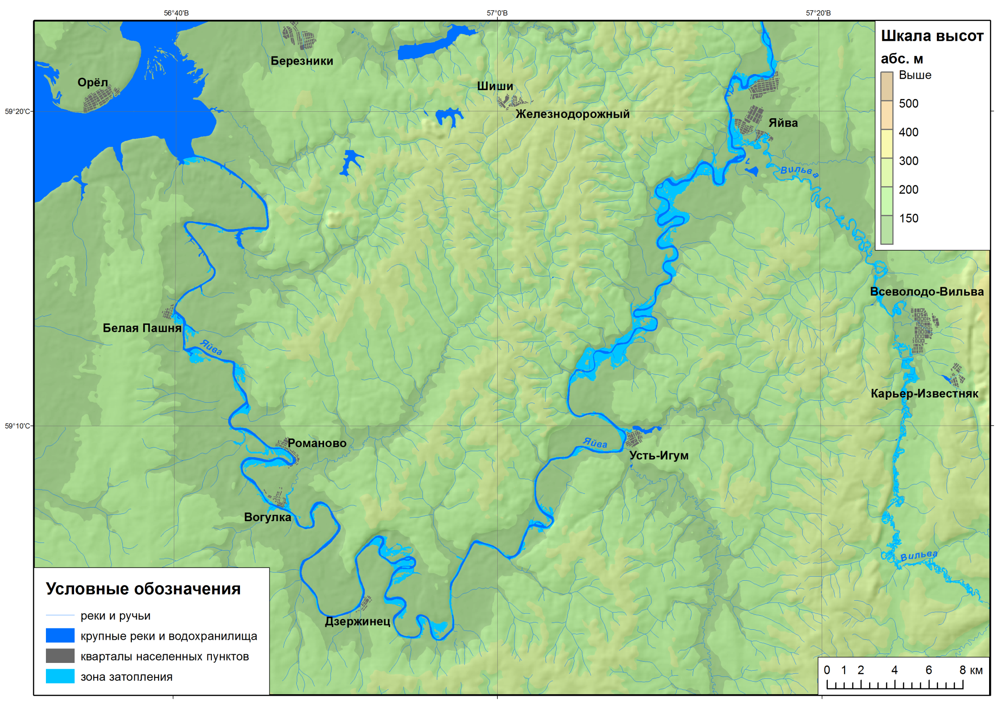 56°40'В
57°0'В
57°20'В
Шкала высот
абс. м
Выше
500
400
300
200
150
Березники
Орёл
Шиши
59°20'С
Железнодорожный
Яйва
Вильва
Всеволодо-Вильва
Белая Пашня
Яйва
Карьер-Известняк
59°10'С
Романово
Яйва
Усть-Игум
Вогулка
Вильва
Дзержинец
Условные обозначения
реки и ручьи
крупные реки и водохранилища
кварталы населенных пунктов
зона затопления
0 1 2 4 6 8 км